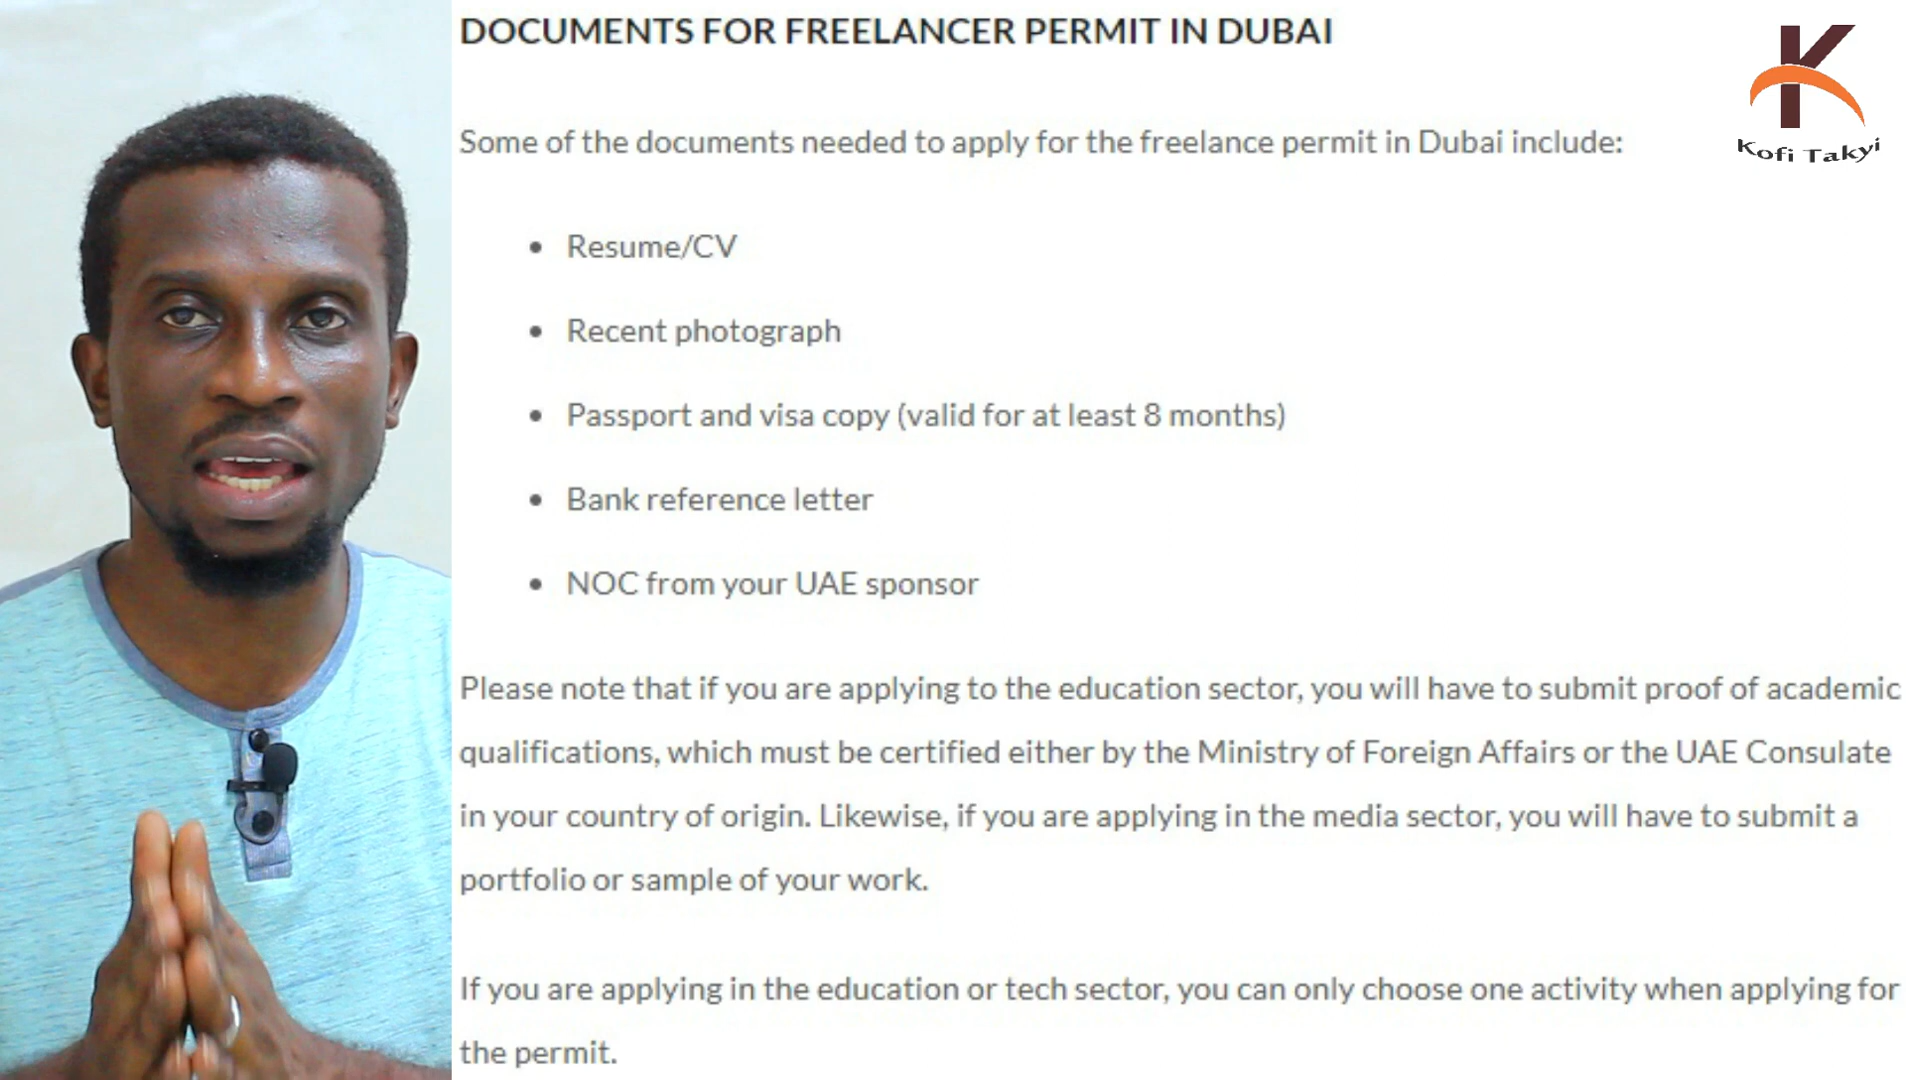 DOCUMENTS FOR FREELANCER PERMIT IN DUBAI
Kofi Takyi
Some of the documents needed to apply for the freelance permit in Dubai include:
• Resume/CV
• Recent photograph
• Passport and visa copy (valid for at least 8 months)
• Bank reference letter
• NOC from your UAE sponsor
Please note that if you are applying to the education sector, you will have to submit proof of academic
qualifications, which must be certified either by the Ministry of Foreign Affairs or the UAE Consulate
in your country of origin. Likewise, if you are applying in the media sector, you will have to submit a
portfolio or sample of your work.
If you are applying in the education or tech sector, you can only choose one activity when applying for
the permit.